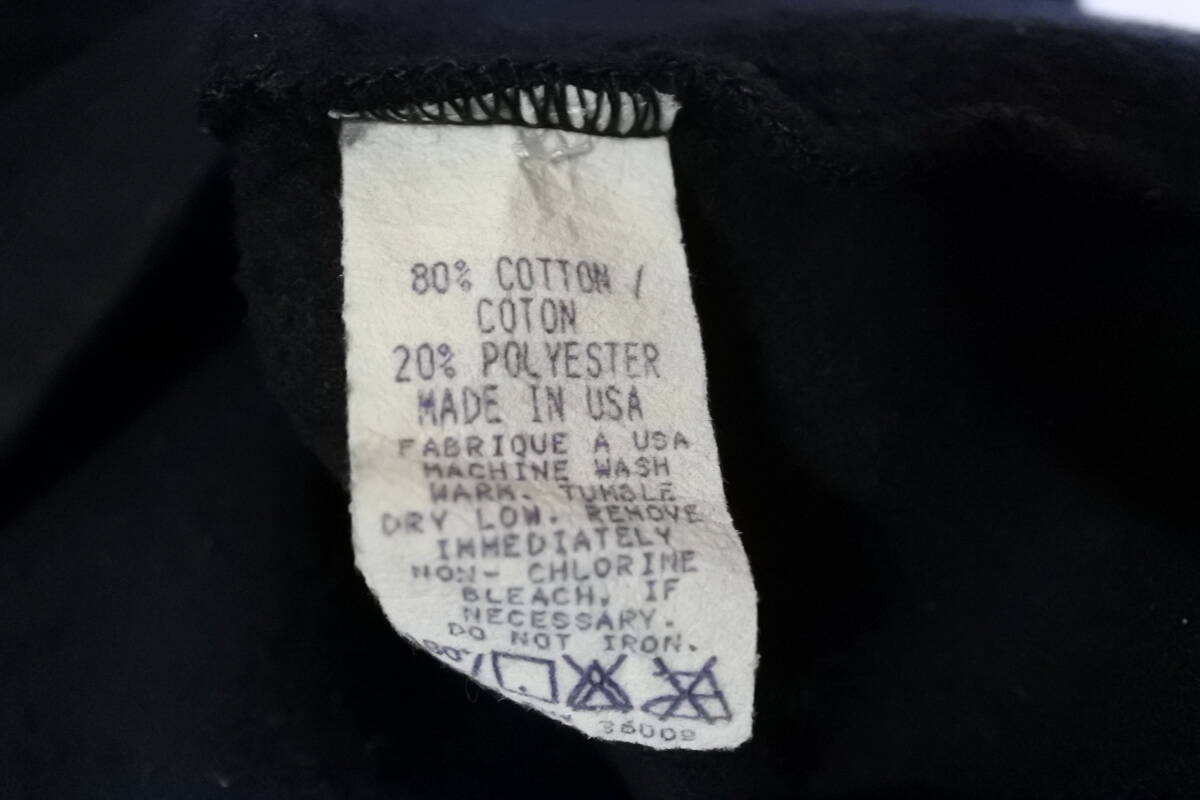 80% COTTON /
COTON
20% POLYESTER
MADE IN USA
FABRIQUE A USA
MACHINE WASH
WARM. TUMBLE
DRY LOW. REMOVE
IMMEDIATELY
NON- CHLORINE
BLEACH, IF
NECESSARY.
DO NOT IRON.